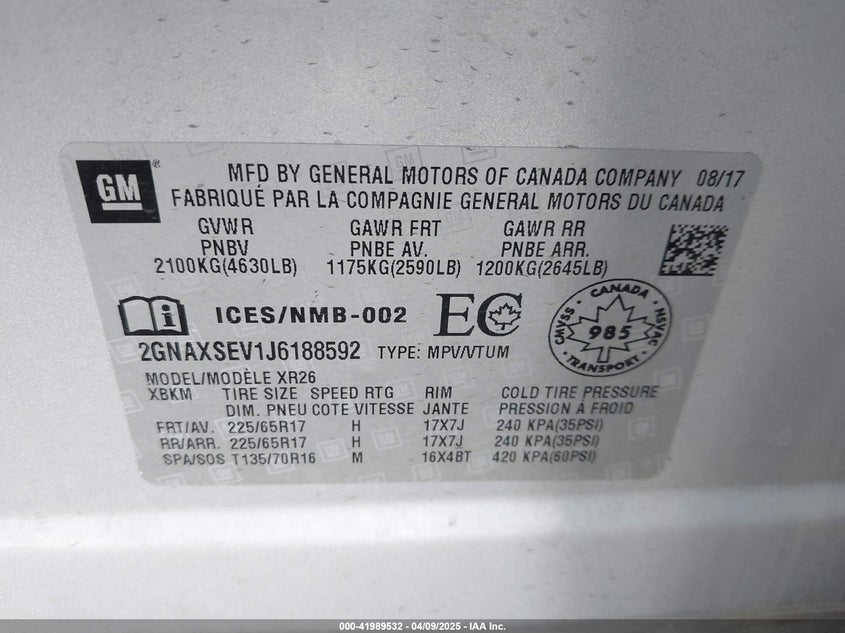 GM
MFD BY GENERAL MOTORS OF CANADA COMPANY 08/17
FABRIQUÉ PAR LA COMPAGNIE GENERAL MOTORS DU CANADA
GVWR GAWR FRT GAWR RR
PNBV PNBE AV. PNBE ARR.
2100KG(4630LB) 1175KG(2590LB) 1200KG(2645LB)
ICES/NMB-002 EC
CANADA
CMVSS 985 NSVAC
TRANSPORT
2GNAXSEV1J6188592 TYPE: MPV/VTUM
MODEL/MODÈLE XR26
XBKM TIRE SIZE SPEED RTG RIM COLD TIRE PRESSURE
DIM. PNEU COTE VITESSE JANTE PRESSION À FROID
FRT/AV. 225/65R17 H 17X7J 240 KPA(35PSI)
RR/ARR. 225/65R17 H 17X7J 240 KPA(35PSI)
SPA/SOS T135/70R16 M 16X4BT 420 KPA(60PSI)
000-41989532 - 04/09/2025 - IAA Inc.